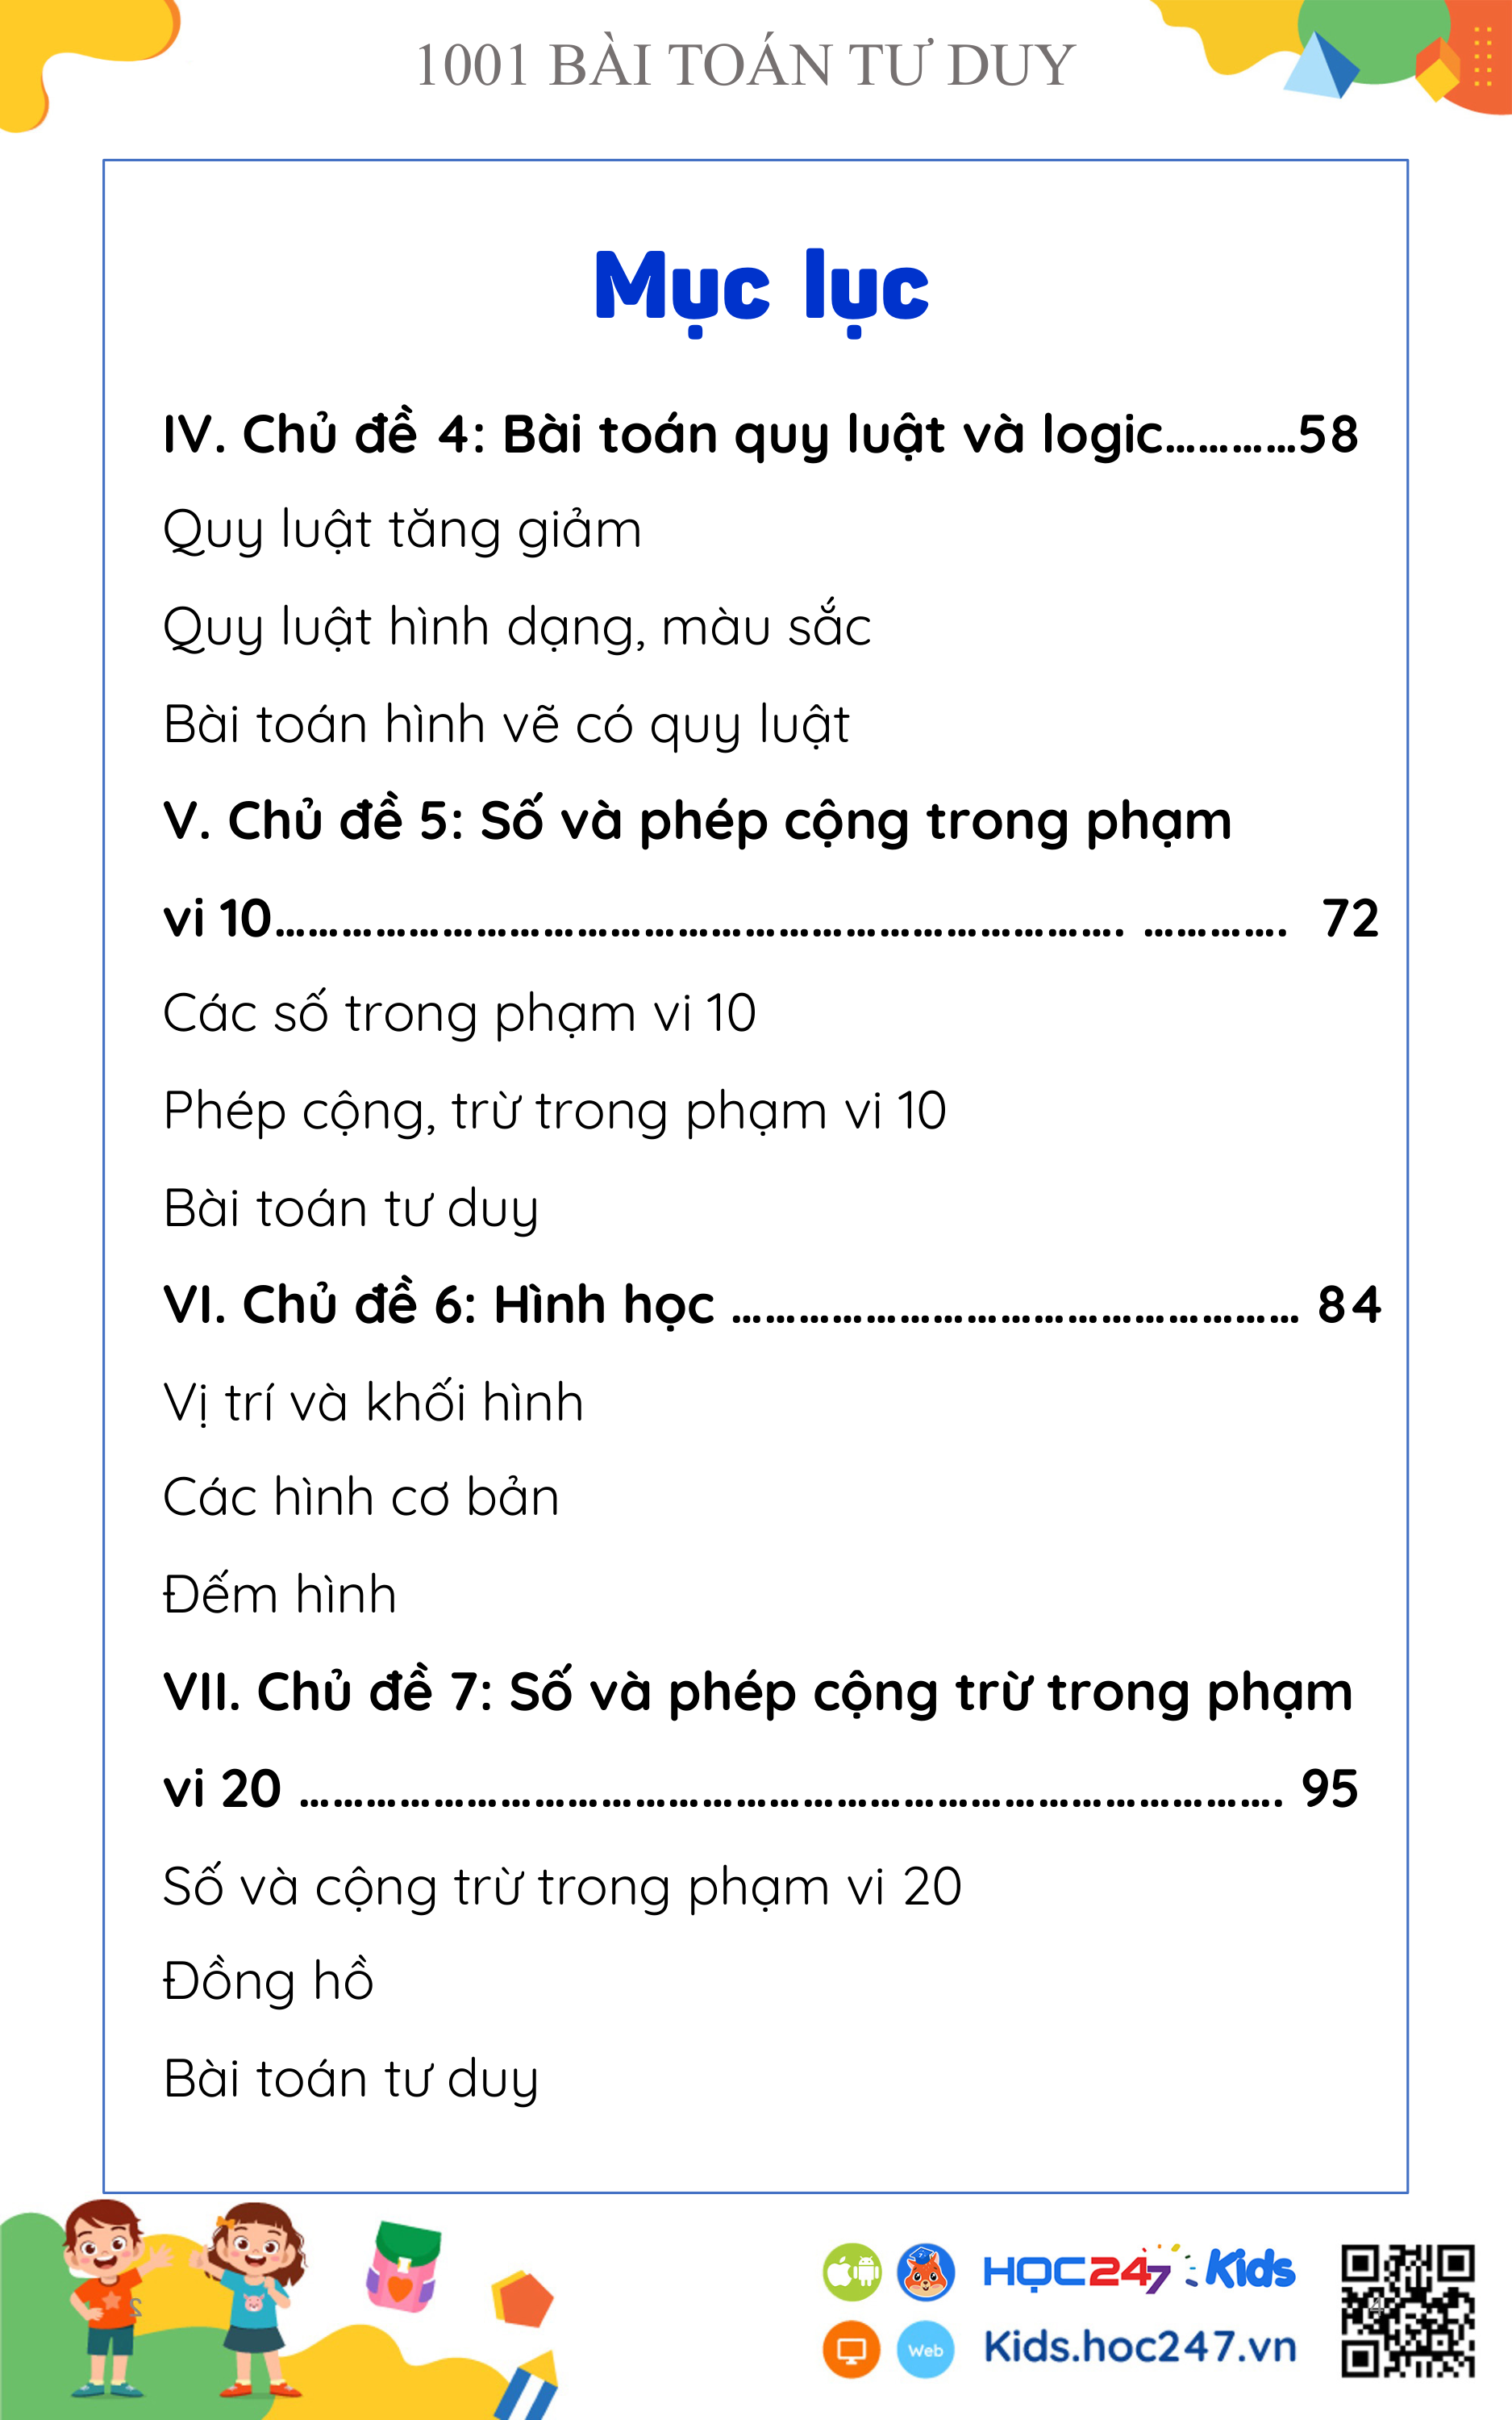 1001 BÀI TOÁN TƯ DUY
Mục lục
IV. Chủ đề 4: Bài toán quy luật và logic…………58
Quy luật tăng giảm
Quy luật hình dạng, màu sắc
Bài toán hình vẽ có quy luật
V. Chủ đề 5: Số và phép cộng trong phạm
vi 10……………………………………………………………………. …………. 72
Các số trong phạm vi 10
Phép cộng, trừ trong phạm vi 10
Bài toán tư duy
VI. Chủ đề 6: Hình học ………………………………………………… 84
Vị trí và khối hình
Các hình cơ bản
Đếm hình
VII. Chủ đề 7: Số và phép cộng trừ trong phạm
vi 20 ……………………………………………………………………………………. 95
Số và cộng trừ trong phạm vi 20
Đồng hồ
Bài toán tư duy
2
HỌC247 Kids
4
Web
Kids.hoc247.vn